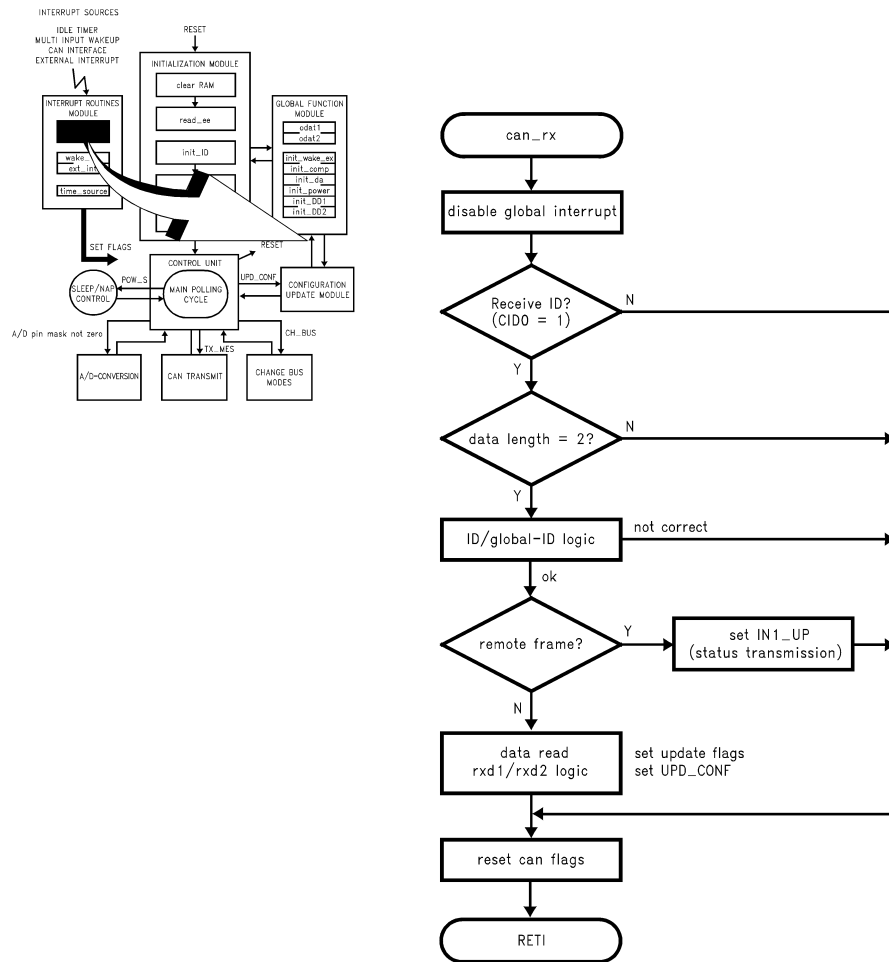 INTERRUPT SOURCES
IDLE TIMER
MULTI INPUT WAKEUP
CAN INTERFACE
EXTERNAL INTERRUPT
INTERRUPT ROUTINES
MODULE
ext_int
time_source
SET FLAGS
RESET
INITIALIZATION MODULE
clear RAM
read_ee
init_ID
GLOBAL FUNCTION
MODULE
odat1
odat2
init_wake_ex
init_comp
init_da
init_power
init_DD1
init_DD2
RESET
CONTROL UNIT
MAIN POLLING
CYCLE
SLEEP/NAP
CONTROL
POW_S
UPD_CONF
CONFIGURATION
UPDATE MODULE
A/D pin mask not zero
TX_MES
CH_BUS
A/D-CONVERSION
CAN TRANSMIT
CHANGE BUS
MODES
can_rx
disable global interrupt
Receive ID?
(CID0 = 1)
N
Y
data length = 2?
N
Y
ID/global-ID logic
not correct
ok
remote frame?
Y
set IN1_UP
(status transmission)
N
data read
rxd1/rxd2 logic
set update flags
set UPD_CONF
reset can flags
RETI